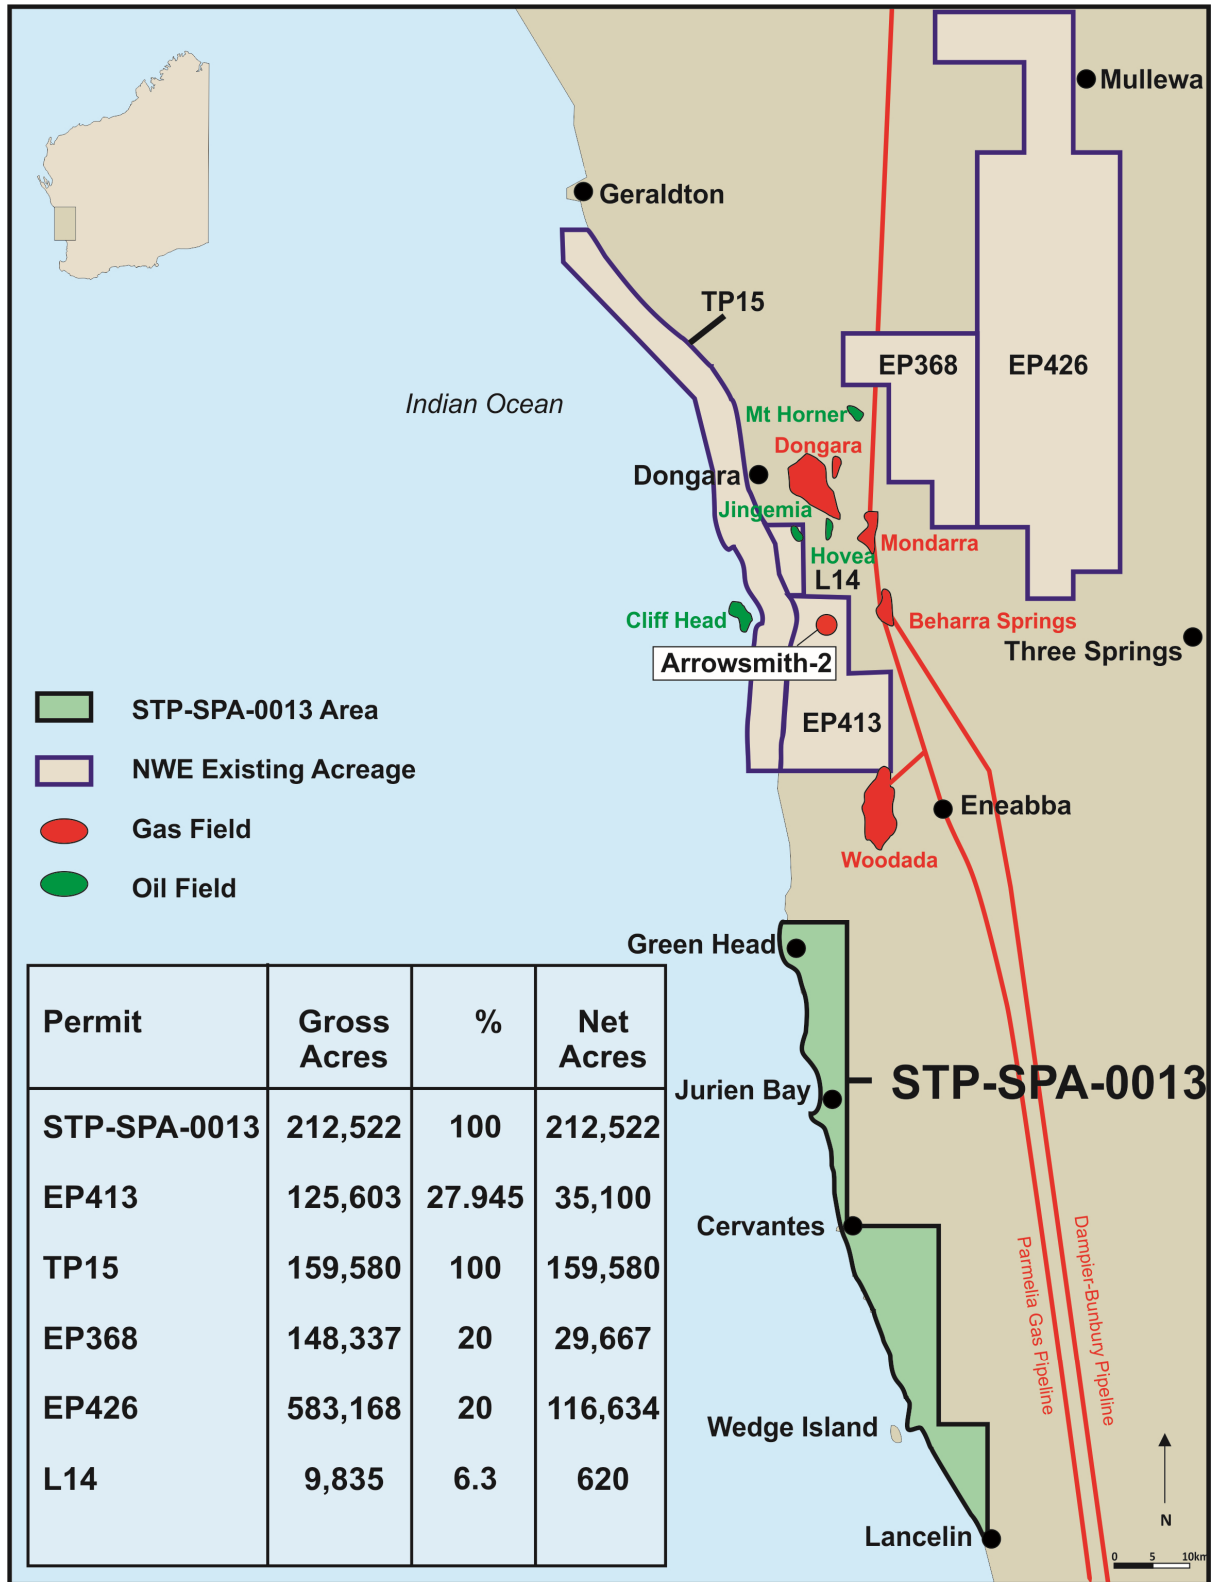 Mullewa
Geraldton
TP15
EP368
EP426
Indian Ocean
Mt Horner
Dongara
Dongara
Jingemia
Hovea
Mondarra
L14
Cliff Head
Beharra Springs
Three Springs
Arrowsmith-2
EP413
STP-SPA-0013 Area
NWE Existing Acreage
Gas Field
Oil Field
Eneabba
Woodada
Green Head
Jurien Bay
STP-SPA-0013
Cervantes
Wedge Island
Lancelin
Parmelia Gas Pipeline
Dampier-Bunbury Pipeline
N
0 5 10km
Permit Gross Acres % Net Acres
STP-SPA-0013 212,522 100 212,522
EP413 125,603 27.945 35,100
TP15 159,580 100 159,580
EP368 148,337 20 29,667
EP426 583,168 20 116,634
L14 9,835 6.3 620